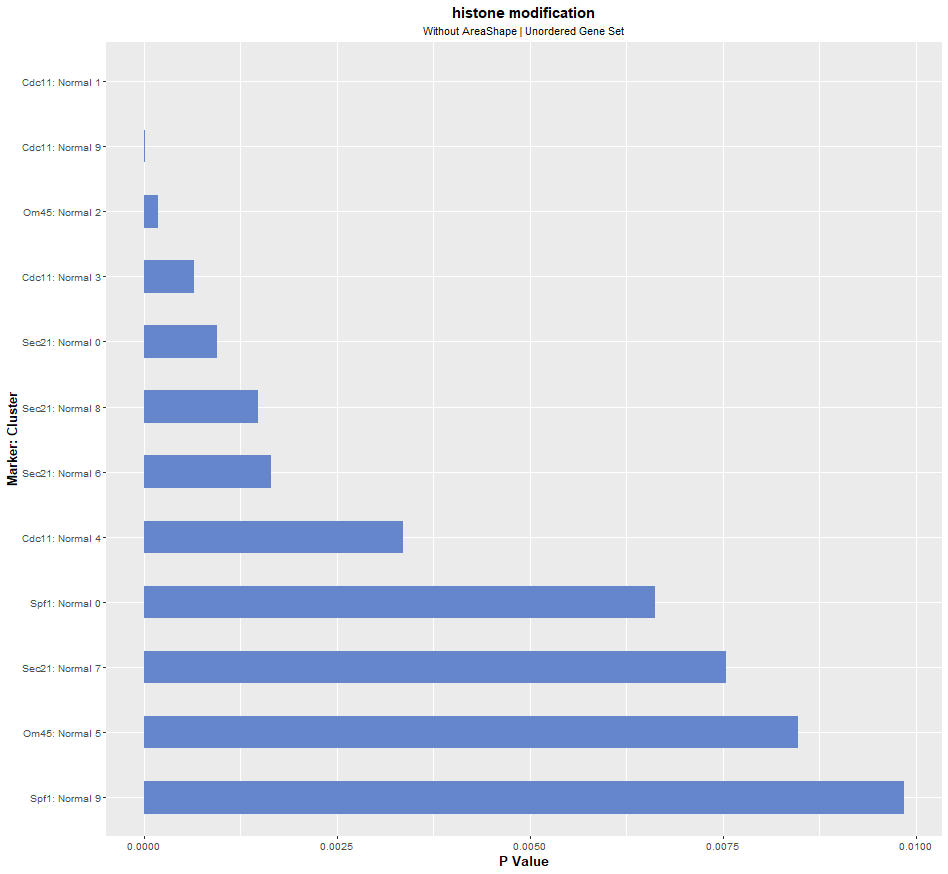 histone modification
Without AreaShape | Unordered Gene Set
Marker: Cluster
Cdc11: Normal 1
Cdc11: Normal 9
Om45: Normal 2
Cdc11: Normal 3
Sec21: Normal 0
Sec21: Normal 8
Sec21: Normal 6
Cdc11: Normal 4
Spf1: Normal 0
Sec21: Normal 7
Om45: Normal 5
Spf1: Normal 9
0.0000 0.0025 0.0050 0.0075 0.0100
P Value